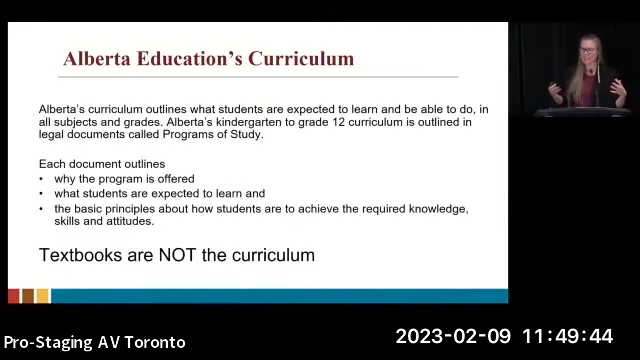 Alberta Education's Curriculum
Alberta's curriculum outlines what students are expected to learn and be able to do, in
all subjects and grades. Alberta's kindergarten to grade 12 curriculum is outlined in
legal documents called Programs of Study.
Each document outlines
• why the program is offered
• what students are expected to learn and
• the basic principles about how students are to achieve the required knowledge,
skills and attitudes.
Textbooks are NOT the curriculum
Pro-Staging AV Toronto
2023-02-09 11:49:44